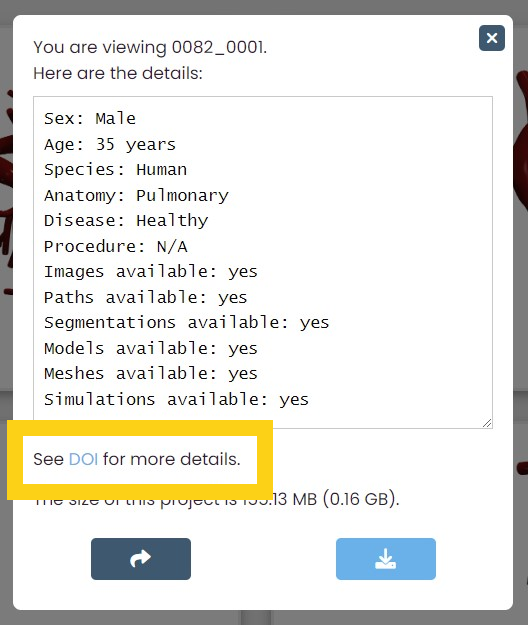 You are viewing 0082_0001.
Here are the details:
Sex: Male
Age: 35 years
Species: Human
Anatomy: Pulmonary
Disease: Healthy
Procedure: N/A
Images available: yes
Paths available: yes
Segmentations available: yes
Models available: yes
Meshes available: yes
Simulations available: yes
See DOI for more details.
The size of this project is MB (0.16 GB).